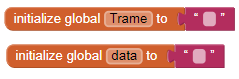 initialize global Trame to “ ”
initialize global data to “ ”